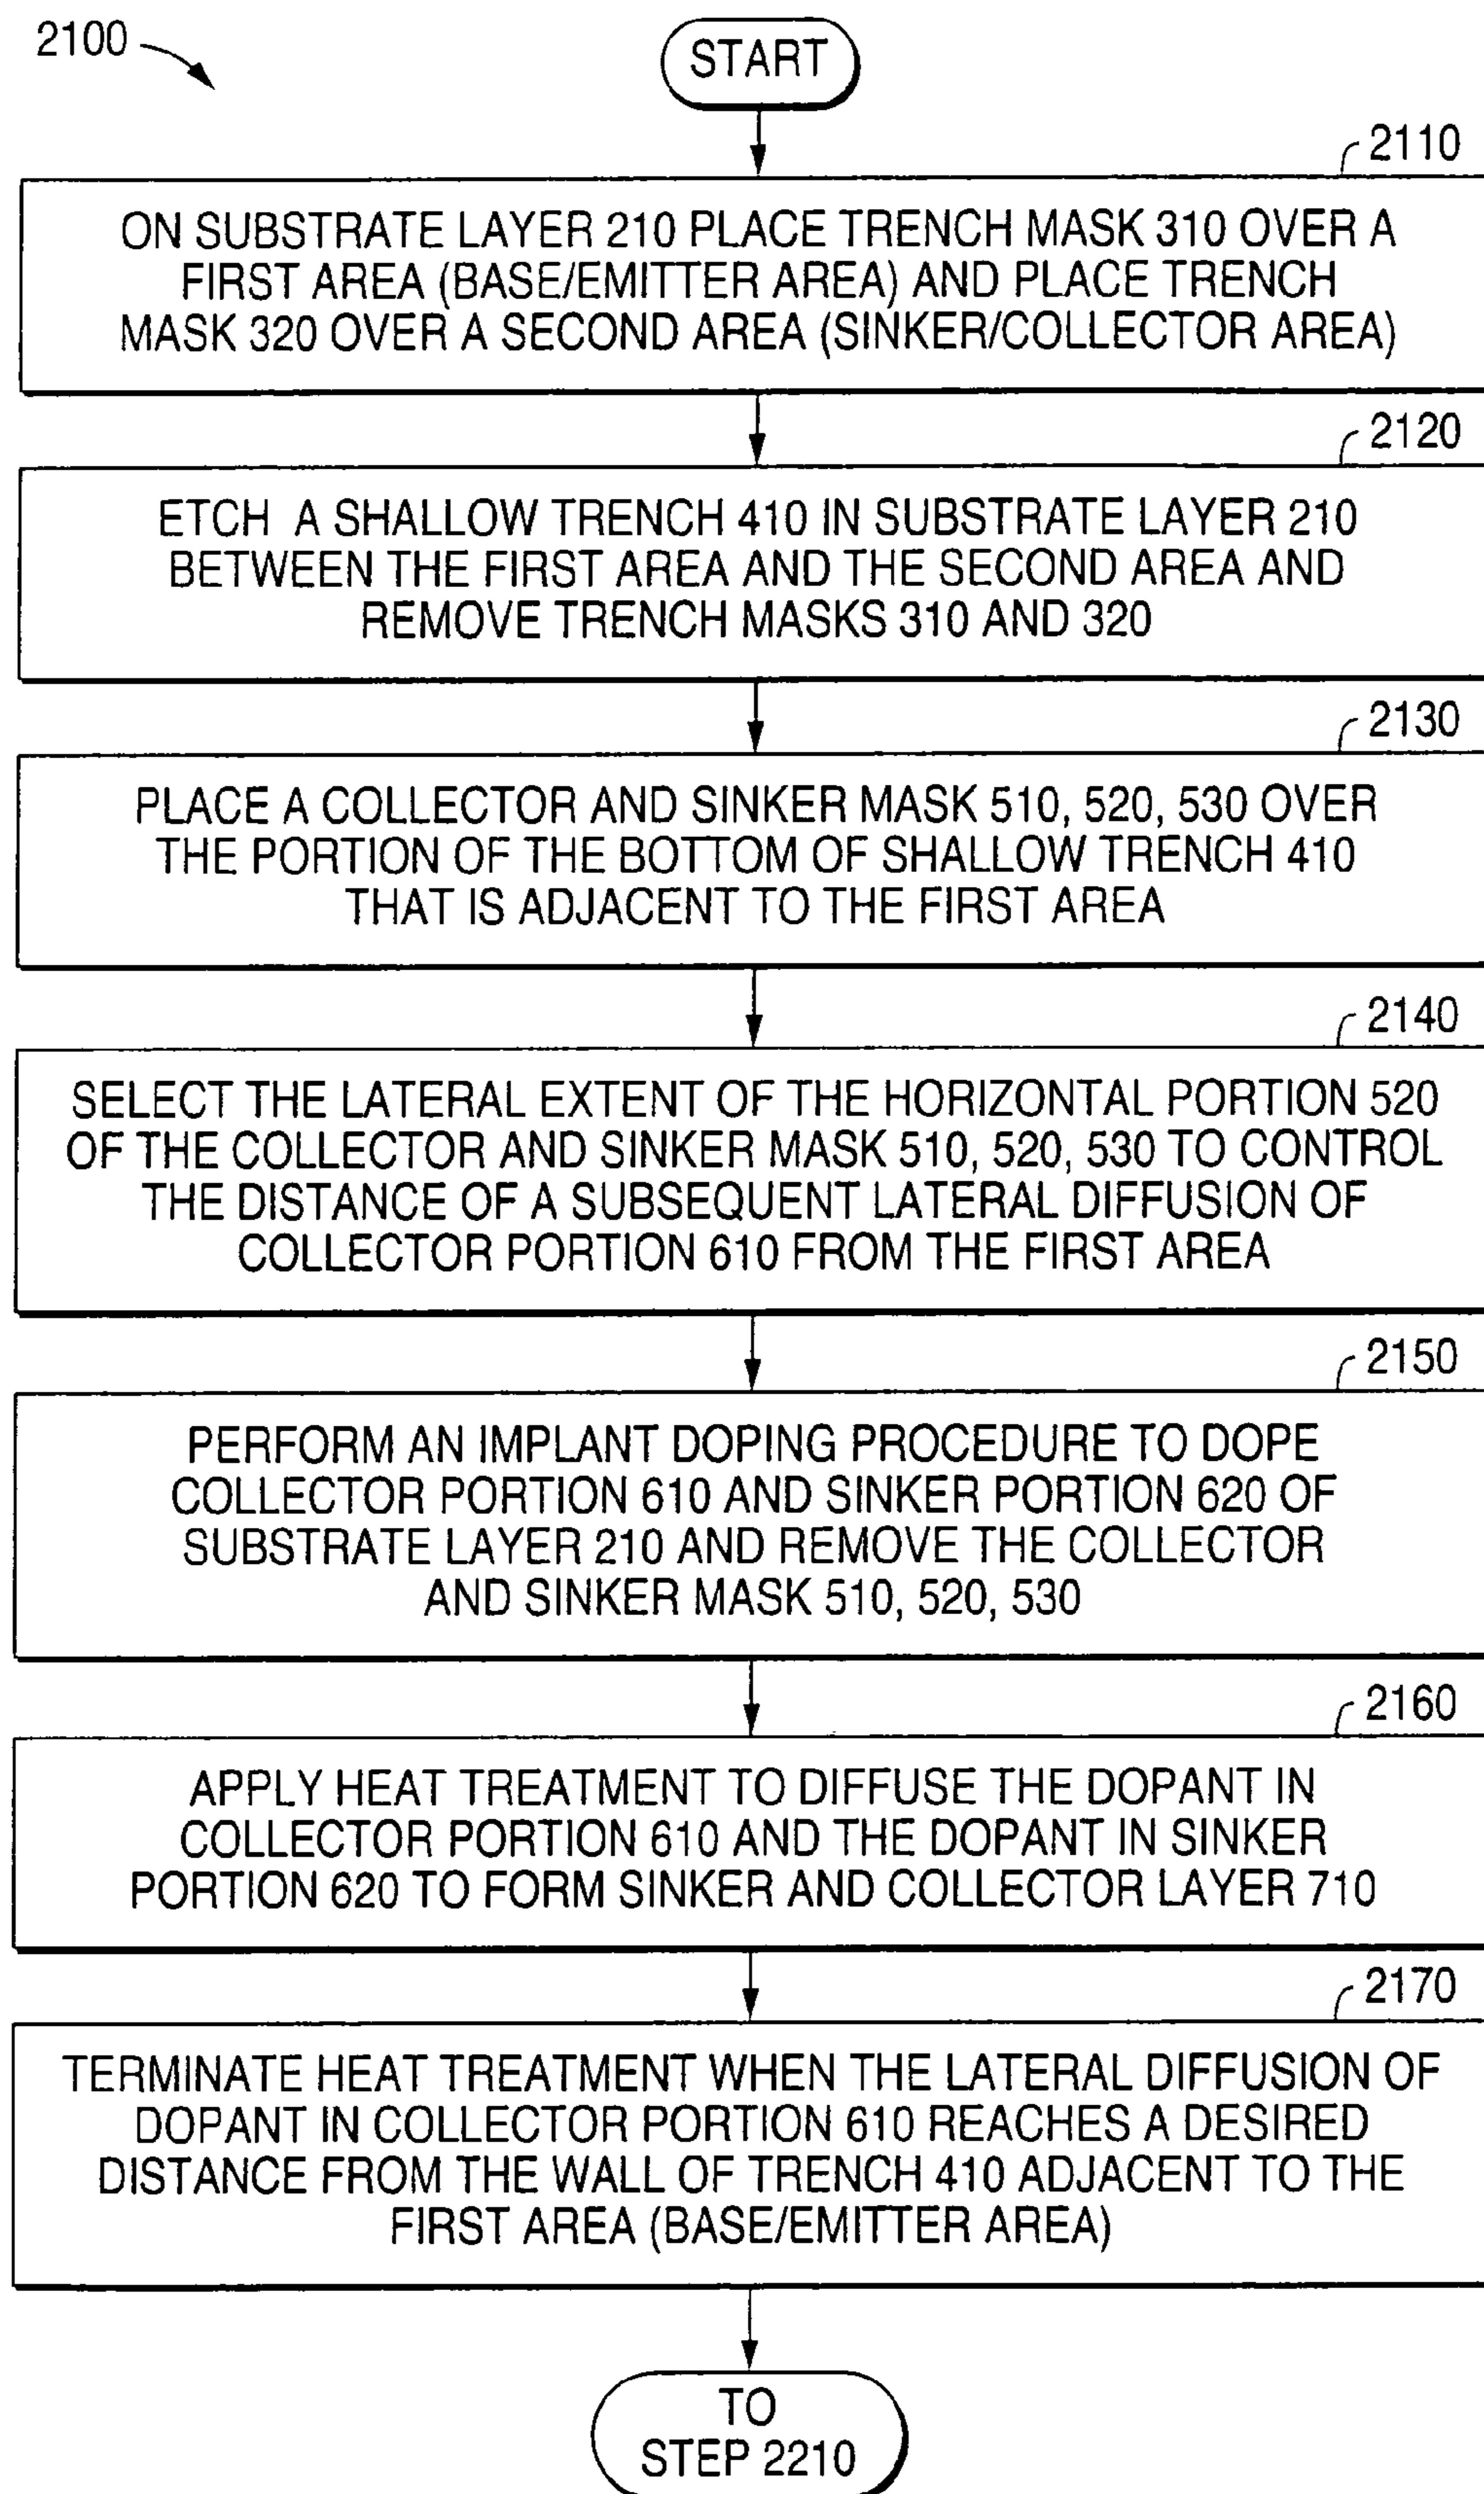 2100
START
2110
ON SUBSTRATE LAYER 210 PLACE TRENCH MASK 310 OVER A
FIRST AREA (BASE/EMITTER AREA) AND PLACE TRENCH
MASK 320 OVER A SECOND AREA (SINKER/COLLECTOR AREA)
2120
ETCH A SHALLOW TRENCH 410 IN SUBSTRATE LAYER 210
BETWEEN THE FIRST AREA AND THE SECOND AREA AND
REMOVE TRENCH MASKS 310 AND 320
2130
PLACE A COLLECTOR AND SINKER MASK 510, 520, 530 OVER
THE PORTION OF THE BOTTOM OF SHALLOW TRENCH 410
THAT IS ADJACENT TO THE FIRST AREA
2140
SELECT THE LATERAL EXTENT OF THE HORIZONTAL PORTION 520
OF THE COLLECTOR AND SINKER MASK 510, 520, 530 TO CONTROL
THE DISTANCE OF A SUBSEQUENT LATERAL DIFFUSION OF
COLLECTOR PORTION 610 FROM THE FIRST AREA
2150
PERFORM AN IMPLANT DOPING PROCEDURE TO DOPE
COLLECTOR PORTION 610 AND SINKER PORTION 620 OF
SUBSTRATE LAYER 210 AND REMOVE THE COLLECTOR
AND SINKER MASK 510, 520, 530
2160
APPLY HEAT TREATMENT TO DIFFUSE THE DOPANT IN
COLLECTOR PORTION 610 AND THE DOPANT IN SINKER
PORTION 620 TO FORM SINKER AND COLLECTOR LAYER 710
2170
TERMINATE HEAT TREATMENT WHEN THE LATERAL DIFFUSION OF
DOPANT IN COLLECTOR PORTION 610 REACHES A DESIRED
DISTANCE FROM THE WALL OF TRENCH 410 ADJACENT TO THE
FIRST AREA (BASE/EMITTER AREA)
TO
STEP 2210